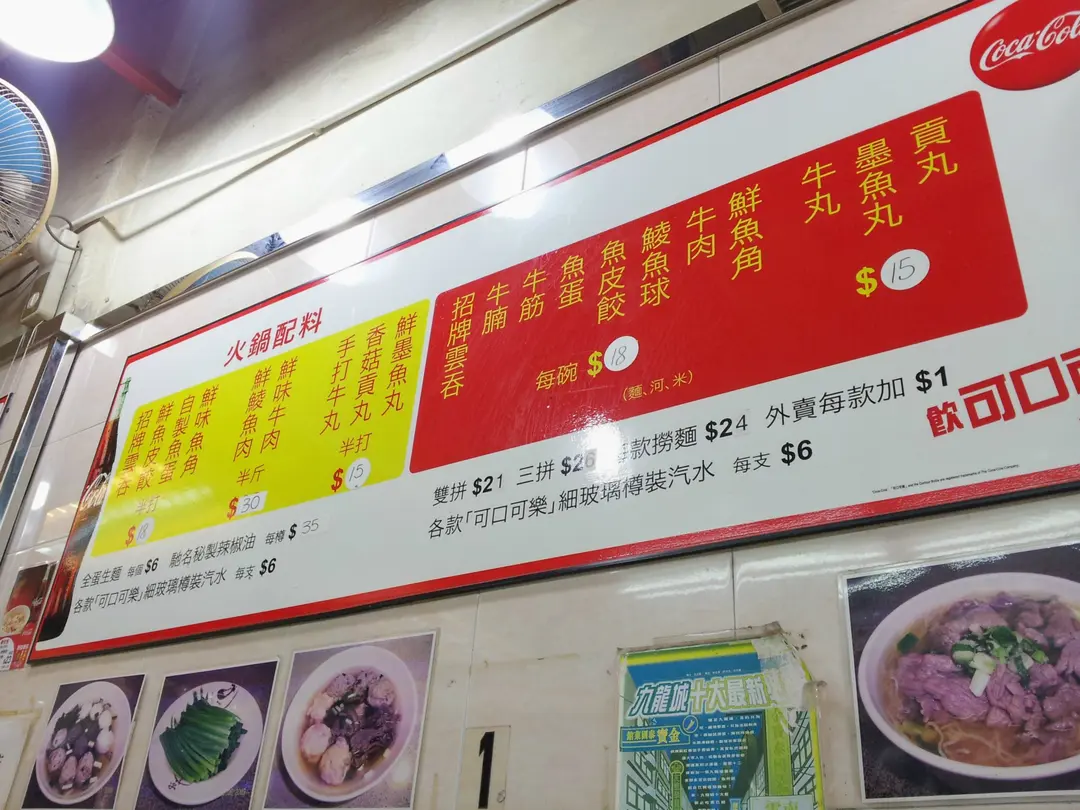 Coca-Cola
貢丸
墨魚丸
牛丸
$15
鮮魚角
牛肉
鯪魚球
魚皮餃
魚蛋
牛筋
牛腩
招牌雲吞
每碗 $18
(麵、河、米)
雙拼 $21 三拼 $26 每款撈麵 $24 外賣每款加 $1
各款「可口可樂」細玻璃樽裝汽水 每支 $6
飲可口可
火鍋配料
鮮墨魚丸
香菇貢丸
手打牛丸
半打
$15
鮮味牛肉
鮮鯪魚肉
半斤
$30
鮮味魚角
自製魚蛋
鮮魚皮餃
招牌雲吞
半打
$18
全蛋生麵 每個 $6 馳名秘製辣椒油 每樽 $35
各款「可口可樂」細玻璃樽裝汽水 每支 $6
九龍城十大最新
1